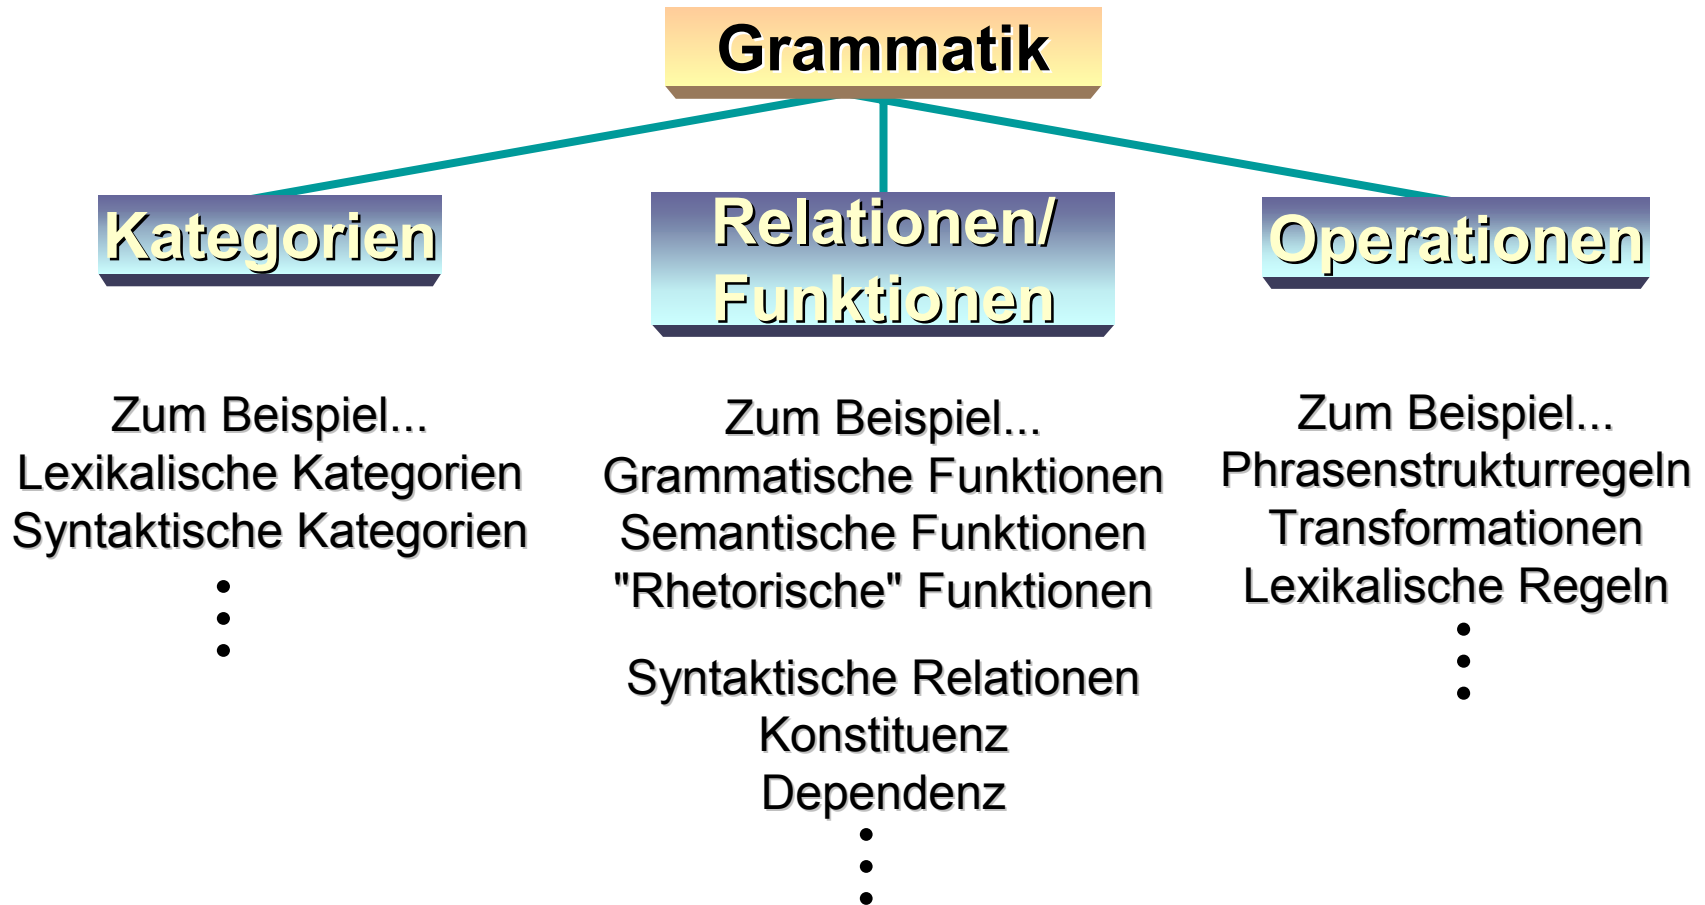 Grammatik
Kategorien
Zum Beispiel...
Lexikalische Kategorien
Syntaktische Kategorien
Relationen/
Funktionen
Zum Beispiel...
Grammatische Funktionen
Semantische Funktionen
"Rhetorische" Funktionen
Syntaktische Relationen
Konstituenz
Dependenz
Operationen
Zum Beispiel...
Phrasenstrukturregeln
Transformationen
Lexikalische Regeln